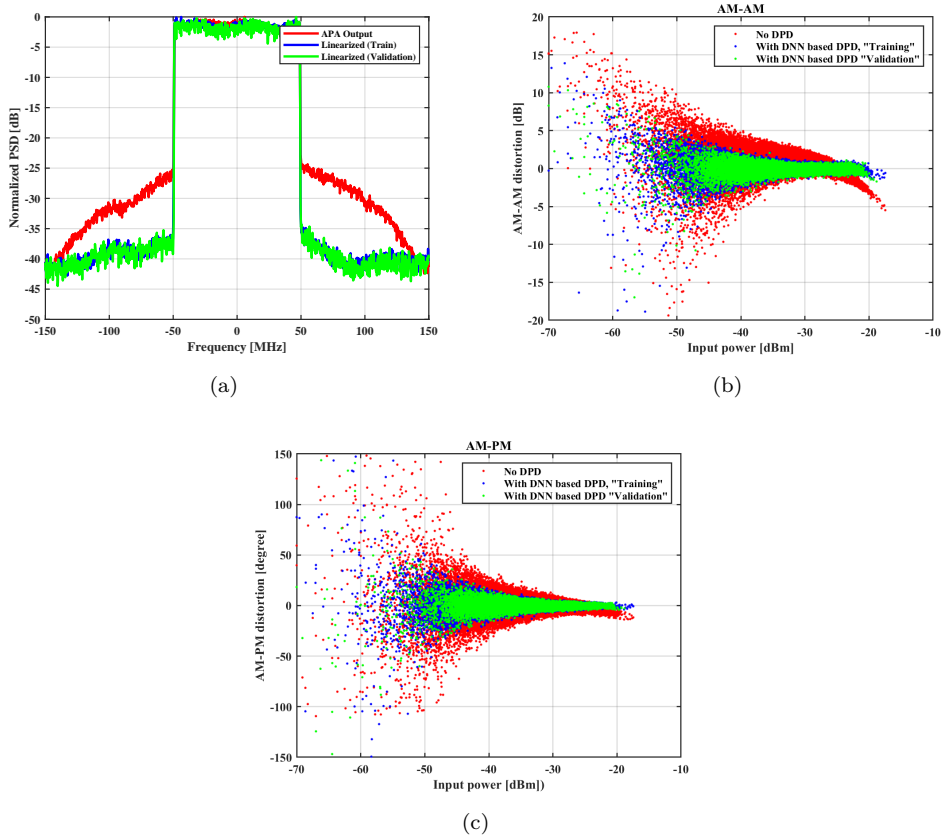 0
-5
-10
-15
-20
-25
-30
-35
-40
-45
-50
-150
-100
-50
0
50
100
150
Normalized PSD [dB]
Frequency [MHz]
APA Output
Linearized (Train)
Linearized (Validation)
(a)
AM-AM
20
15
10
5
0
-5
-10
-15
-20
-70
-60
-50
-40
-30
-20
-10
AM-AM distortion [dB]
Input power [dBm]
No DPD
With DNN based DPD, "Training"
With DNN based DPD "Validation"
(b)
AM-PM
150
100
50
0
-50
-100
-150
-70
-60
-50
-40
-30
-20
-10
AM-PM distortion [degree]
Input power [dBm])
No DPD
With DNN based DPD, "Training"
With DNN based DPD "Validation"
(c)